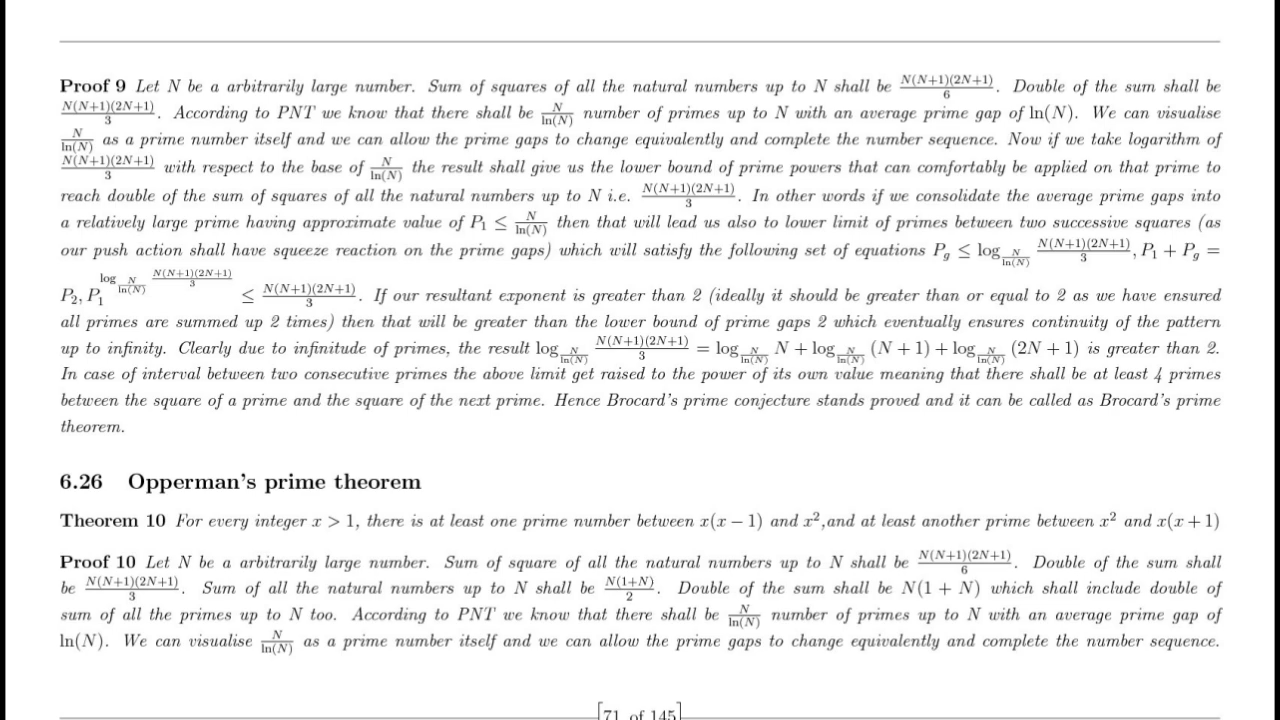 Proof 9 Let N be a arbitrarily large number. Sum of squares of all the natural numbers up to N shall be N(N+1)(2N+1)/6. Double of the sum shall be
N(N+1)(2N+1)/3. According to PNT we know that there shall be N/ln(N) number of primes up to N with an average prime gap of ln(N). We can visualise
N/ln(N) as a prime number itself and we can allow the prime gaps to change equivalently and complete the number sequence. Now if we take logarithm of
N(N+1)(2N+1)/3 with respect to the base of N/ln(N) the result shall give us the lower bound of prime powers that can comfortably be applied on that prime to
reach double of the sum of squares of all the natural numbers up to N i.e. N(N+1)(2N+1)/3. In other words if we consolidate the average prime gaps into
a relatively large prime having approximate value of P_1 ≤ N/ln(N) then that will lead us also to lower limit of primes between two successive squares (as
our push action shall have squeeze reaction on the prime gaps) which will satisfy the following set of equations P_g ≤ log_{N/ln(N)} N(N+1)(2N+1)/3, P_1 + P_g =
P_2, P_1^{log_{N/ln(N)} N(N+1)(2N+1)/3} ≤ N(N+1)(2N+1)/3. If our resultant exponent is greater than 2 (ideally it should be greater than or equal to 2 as we have ensured
all primes are summed up 2 times) then that will be greater than the lower bound of prime gaps 2 which eventually ensures continuity of the pattern
up to infinity. Clearly due to infinitude of primes, the result log_{N/ln(N)} N(N+1)(2N+1)/3 = log_{N/ln(N)} N + log_{N/ln(N)} (N + 1) + log_{N/ln(N)} (2N + 1) is greater than 2.
In case of interval between two consecutive primes the above limit get raised to the power of its own value meaning that there shall be at least 4 primes
between the square of a prime and the square of the next prime. Hence Brocard's prime conjecture stands proved and it can be called as Brocard's prime
theorem.
6.26 Opperman's prime theorem
Theorem 10 For every integer x > 1, there is at least one prime number between x(x − 1) and x²,and at least another prime between x² and x(x + 1)
Proof 10 Let N be a arbitrarily large number. Sum of square of all the natural numbers up to N shall be N(N+1)(2N+1)/6. Double of the sum shall
be N(N+1)(2N+1)/3. Sum of all the natural numbers up to N shall be N(1+N)/2. Double of the sum shall be N(1 + N) which shall include double of
sum of all the primes up to N too. According to PNT we know that there shall be N/ln(N) number of primes up to N with an average prime gap of
ln(N). We can visualise N/ln(N) as a prime number itself and we can allow the prime gaps to change equivalently and complete the number sequence.
71 of 145